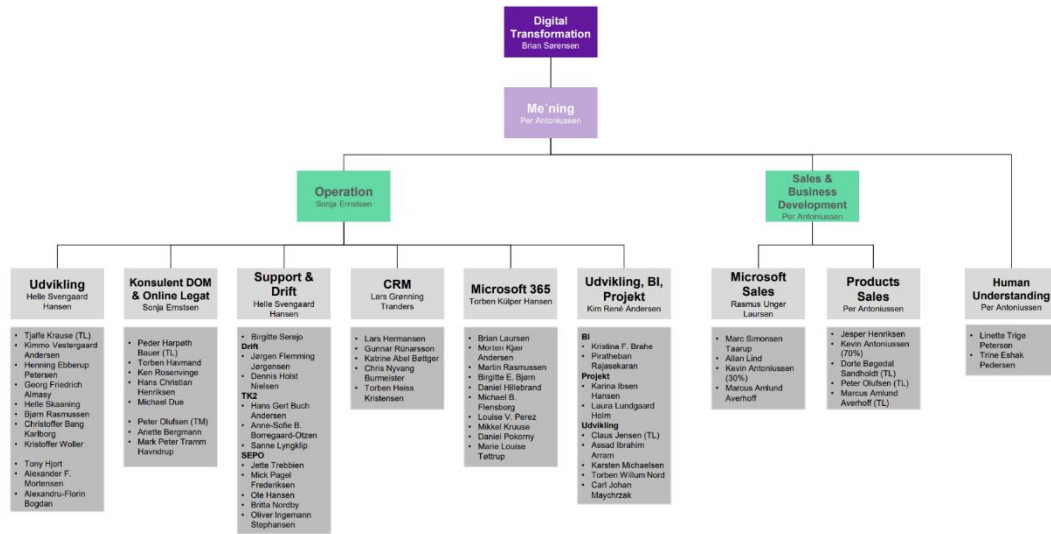 Digital
Transformation
Brian Sørensen
Me´ning
Per Antoniussen
Operation
Sonja Ernstsen
Sales &
Business
Development
Per Antoniussen
Udvikling
Helle Svengaard
Hansen
• Tjalfe Krause (TL)
• Kimmo Vestergaard
Andersen
• Henning Ebberup
Petersen
• Georg Friedrich
Almasy
• Helle Skaaning
• Bjørn Rasmussen
• Christoffer Bang
Karlborg
• Kristoffer Woller
• Tony Hjort
• Alexander F.
Mortensen
• Alexandru-Florin
Bogdan
Konsulent DOM
& Online Legat
Sonja Ernstsen
• Peder Harpøth
Bauer (TL)
• Torben Havmand
• Ken Rosenvinge
• Hans Christian
Henriksen
• Michael Due
• Peter Olufsen (TM)
• Anette Bergmann
• Mark Peter Tramm
Havndrup
Support &
Drift
Helle Svengaard
Hansen
• Birgitte Serejo
Drift
• Jørgen Flemming
Jørgensen
• Dennis Holst
Nielsen
TK2
• Hans Gert Buch
Andersen
• Anne-Sofie B.
Borregaard-Otzen
• Sanne Lyngklip
SEPO
• Jette Trebbien
• Mick Pagel
Frederiksen
• Ole Hansen
• Britta Nordby
• Oliver Ingemann
Stephansen
CRM
Lars Grønning
Tranders
• Lars Hermansen
• Gunnar Rúnarsson
• Katrine Abel Bøttger
• Chris Nyvang
Burmeister
• Torben Heiss
Kristensen
Microsoft 365
Torben Külper Hansen
• Brian Laursen
• Morten Kjær
Andersen
• Martin Rasmussen
• Birgitte E. Bjørn
• Daniel Hillebrand
• Michael B.
Flensborg
• Louise V. Perez
• Mikkel Kruuse
• Daniel Pokorny
• Marie Louise
Tøttrup
Udvikling, BI,
Projekt
Kim René Andersen
BI
• Kristina F. Brahe
• Piratheban
Rajasekaran
Projekt
• Karina Ibsen
Hansen
• Laura Lundgaard
Holm
Udvikling
• Claus Jensen (TL)
• Assad Ibrahim
Arram
• Karsten Michaelsen
• Torben Willum Nord
• Carl Johan
Maychrzak
Microsoft
Sales
Rasmus Unger
Laursen
• Marc Simonsen
Taarup
• Allan Lind
• Kevin Antoniussen
(30%)
• Marcus Amlund
Averhoff
Products
Sales
Per Antoniussen
• Jesper Henriksen
• Kevin Antoniussen
(70%)
• Dorte Bøgedal
Sandholdt (TL)
• Peter Olufsen (TL)
• Marcus Amlund
Averhoff (TL)
Human
Understanding
Per Antoniussen
• Linette Trige
Petersen
• Trine Eshak
Pedersen